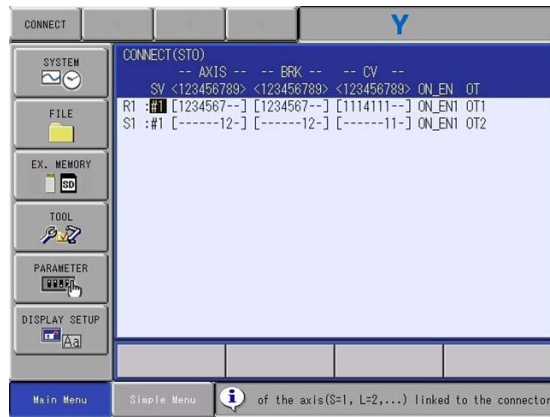 CONNECT
Y
SYSTEM
FILE
EX. MEMORY
SD
TOOL
PARAMETER
DISPLAY SETUP
Aa
CONNECT(STO)
-- AXIS -- -- BRK -- -- CV --
SV <123456789> <123456789> <123456789> ON_EN OT
R1 :#1 [1234567--] [1234567--] [1114111--] ON_EN1 OT1
S1 :#1 [------12-] [------12-] [------11-] ON_EN1 OT2
Main Menu
Simple Menu
of the axis(S=1, L=2,...) linked to the connector